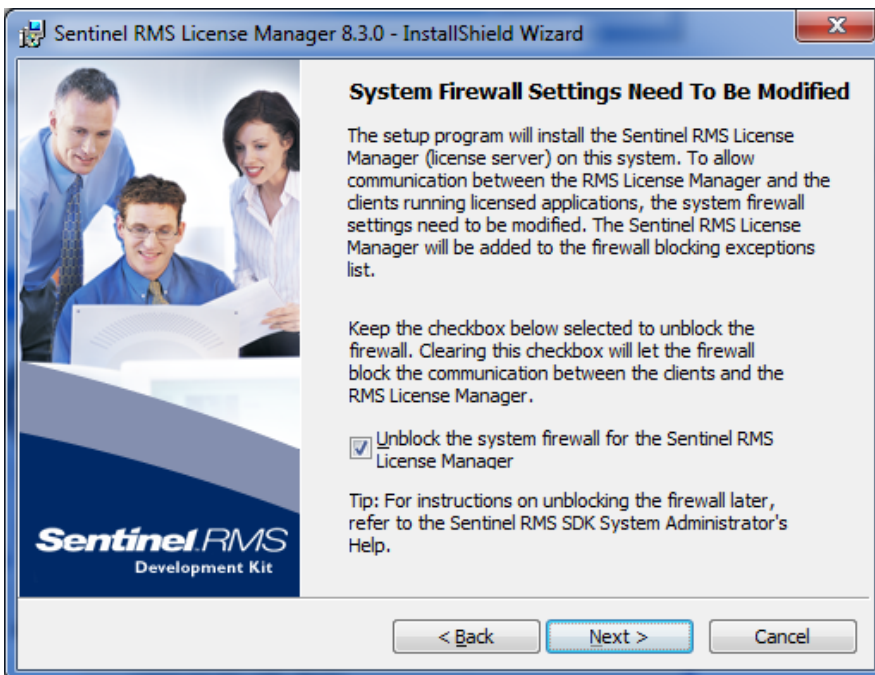 Sentinel RMS License Manager 8.3.0 - InstallShield Wizard
System Firewall Settings Need To Be Modified
The setup program will install the Sentinel RMS License
Manager (license server) on this system. To allow
communication between the RMS License Manager and the
clients running licensed applications, the system firewall
settings need to be modified. The Sentinel RMS License
Manager will be added to the firewall blocking exceptions
list.
Keep the checkbox below selected to unblock the
firewall. Clearing this checkbox will let the firewall
block the communication between the clients and the
RMS License Manager.
Unblock the system firewall for the Sentinel RMS
License Manager
Tip: For instructions on unblocking the firewall later,
refer to the Sentinel RMS SDK System Administrator's
Help.
Sentinel RMS
Development Kit
< Back
Next >
Cancel